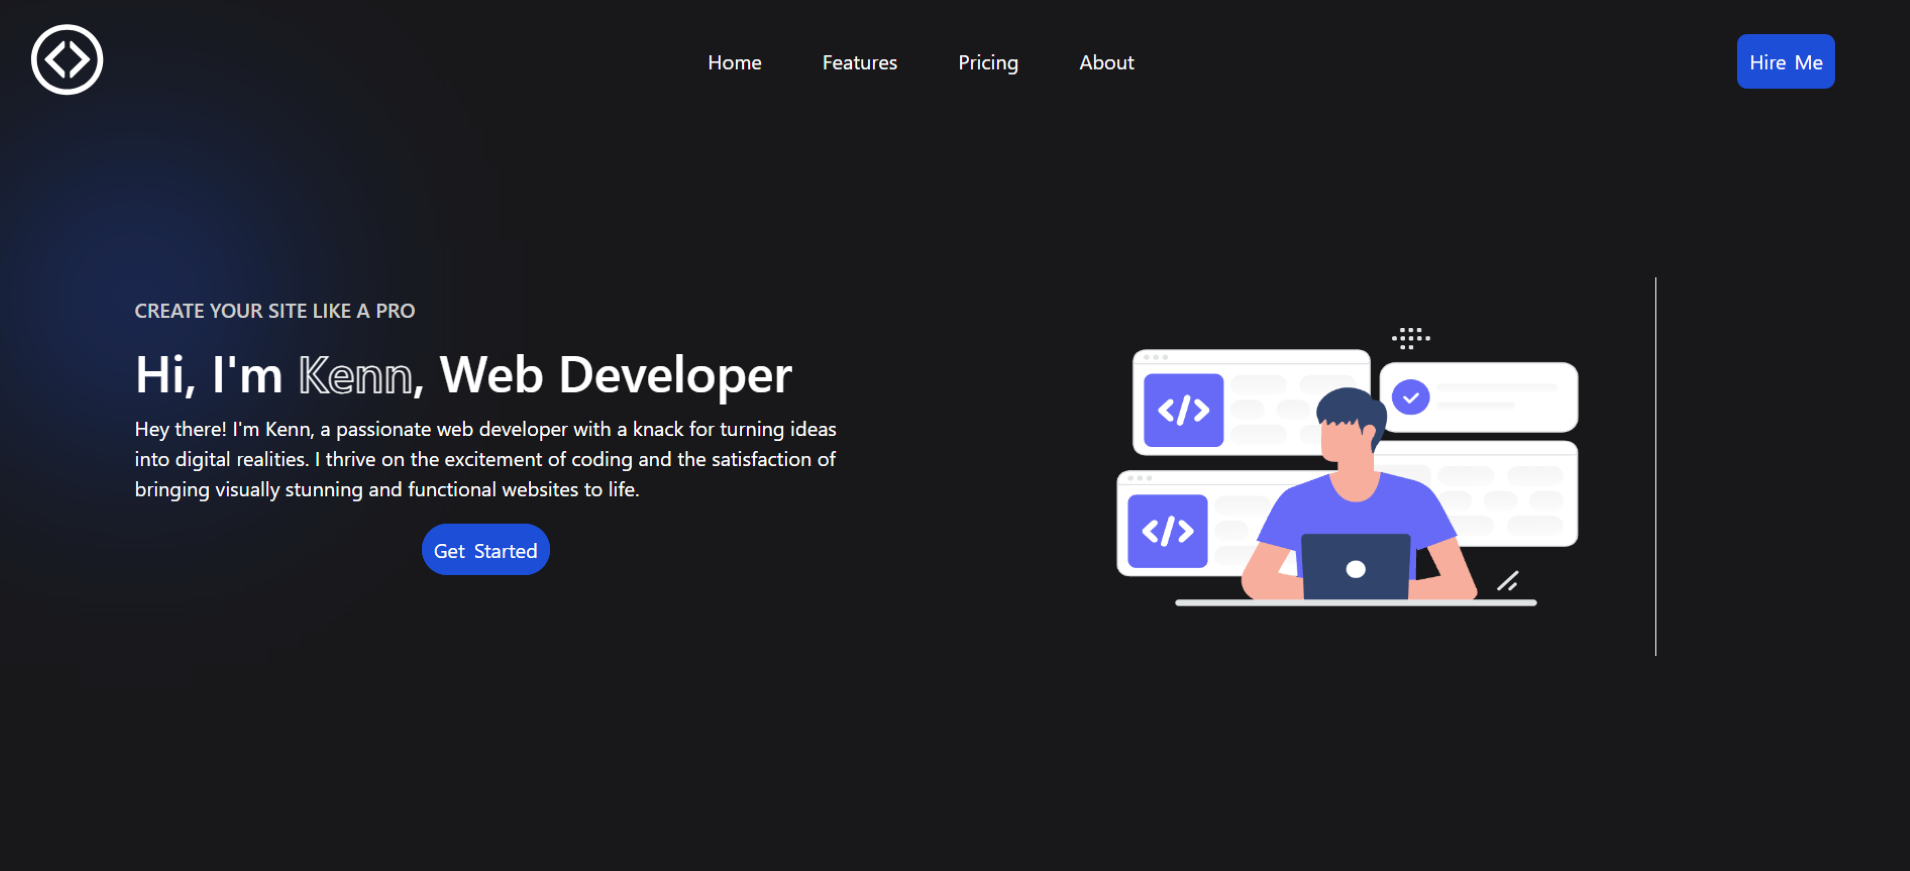 Home Features Pricing About Hire Me
CREATE YOUR SITE LIKE A PRO
Hi, I'm Kenn, Web Developer
Hey there! I'm Kenn, a passionate web developer with a knack for turning ideas
into digital realities. I thrive on the excitement of coding and the satisfaction of
bringing visually stunning and functional websites to life.
Get Started
</>
</>